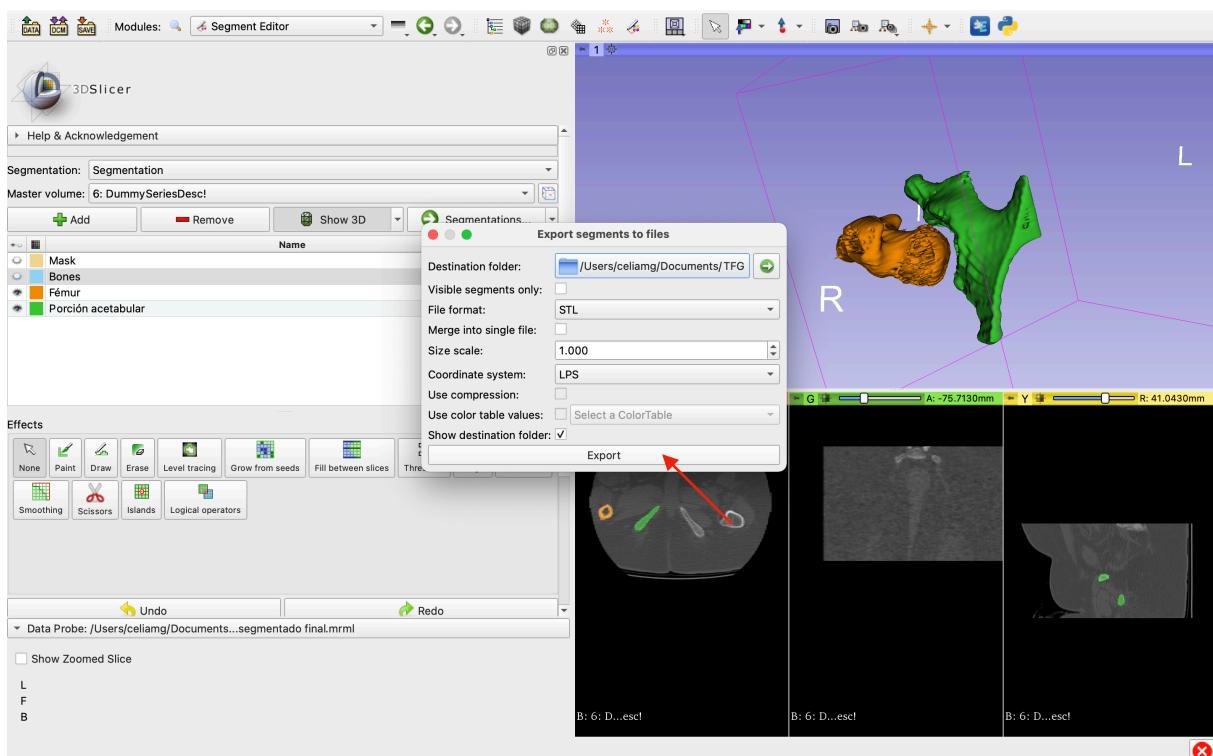 DATA DCM SAVE Modules: Segment Editor
1
3DSlicer
Help & Acknowledgement
Segmentation: Segmentation
Master volume: 6: DummySeriesDesc!
Add Remove Show 3D Segmentations...
Name
Mask
Bones
Fémur
Porción acetabular
Export segments to files
Destination folder: /Users/celiamg/Documents/TFG
Visible segments only:
File format: STL
Merge into single file:
Size scale: 1.000
Coordinate system: LPS
Use compression:
Use color table values: Select a ColorTable
Show destination folder:
Export
L
R
G A: -75.7130mm
Y R: 41.0430mm
Effects
None Paint Draw Erase Level tracing Grow from seeds Fill between slices
Smoothing Scissors Islands Logical operators
Undo Redo
Data Probe: /Users/celiamg/Documents...segmentado final.mrml
Show Zoomed Slice
L
F
B
B: 6: D...esc! B: 6: D...esc! B: 6: D...esc!